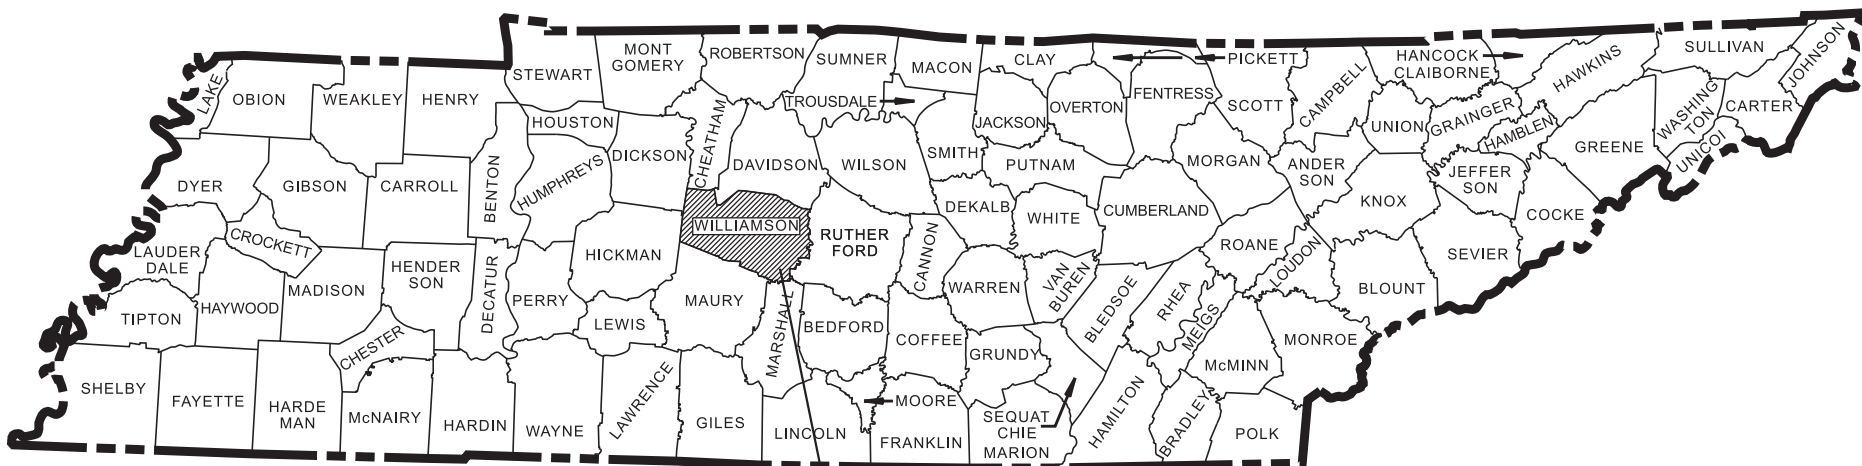 LAKE
OBION
WEAKLEY
HENRY
STEWART
MONT
GOMERY
ROBERTSON
SUMNER
MACON
CLAY
PICKETT
HANCOCK
CLAIBORNE
HAWKINS
SULLIVAN
JOHNSON
HOUSTON
CHEATHAM
TROUSDALE
JACKSON
OVERTON
FENTRESS
SCOTT
CAMPBELL
UNION
GRAINGER
HAMBLEN
WASHING
TON
CARTER
UNICOI
GREENE
DYER
GIBSON
CARROLL
BENTON
HUMPHREYS
DICKSON
DAVIDSON
WILSON
SMITH
PUTNAM
MORGAN
ANDER
SON
KNOX
JEFFER
SON
COCKE
LAUDER
DALE
CROCKETT
HAYWOOD
MADISON
HENDER
SON
DECATUR
PERRY
HICKMAN
WILLIAMSON
RUTHER
FORD
CANNON
DEKALB
WHITE
CUMBERLAND
ROANE
LOUDON
BLOUNT
SEVIER
TIPTON
CHESTER
LEWIS
MAURY
MARSHALL
BEDFORD
COFFEE
WARREN
VAN
BUREN
GRUNDY
BLEDSOE
RHEA
MEIGS
McMINN
MONROE
SHELBY
FAYETTE
HARDE
MAN
McNAIRY
HARDIN
WAYNE
LAWRENCE
GILES
LINCOLN
MOORE
FRANKLIN
SEQUAT
CHIE
MARION
HAMILTON
BRADLEY
POLK